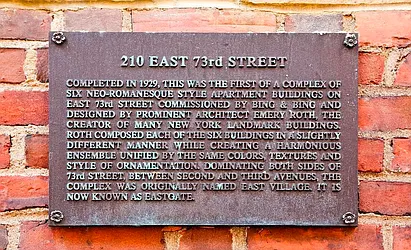 210 EAST 73rd STREET
COMPLETED IN 1929, THIS WAS THE FIRST OF A COMPLEX OF
SIX NEO-ROMANESQUE STYLE APARTMENT BUILDINGS ON
EAST 73rd STREET COMMISSIONED BY BING & BING AND
DESIGNED BY PROMINENT ARCHITECT EMERY ROTH, THE
CREATOR OF MANY NEW YORK LANDMARK BUILDINGS.
ROTH COMPOSED EACH OF THE SIX BUILDINGS IN A SLIGHTLY
DIFFERENT MANNER WHILE CREATING A HARMONIOUS
ENSEMBLE UNIFIED BY THE SAME COLORS, TEXTURES AND
STYLE OF ORNAMENTATION. DOMINATING BOTH SIDES OF
73rd STREET, BETWEEN SECOND AND THIRD AVENUES, THE
COMPLEX WAS ORIGINALLY NAMED EAST VILLAGE. IT IS
NOW KNOWN AS EASTGATE.